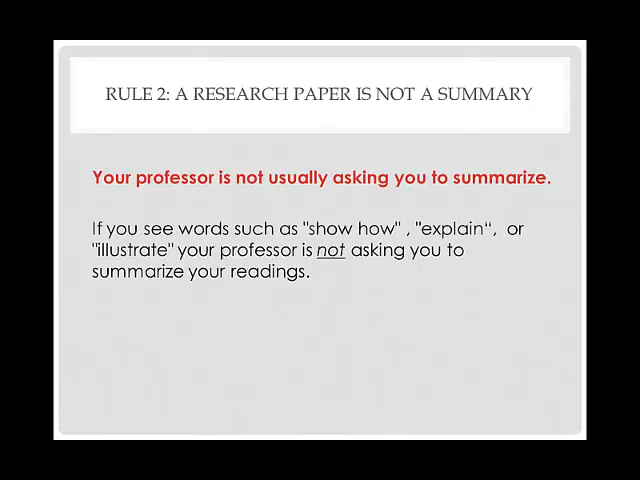 RULE 2: A RESEARCH PAPER IS NOT A SUMMARY
Your professor is not usually asking you to summarize.
If you see words such as "show how" , "explain“, or
"illustrate" your professor is not asking you to
summarize your readings.